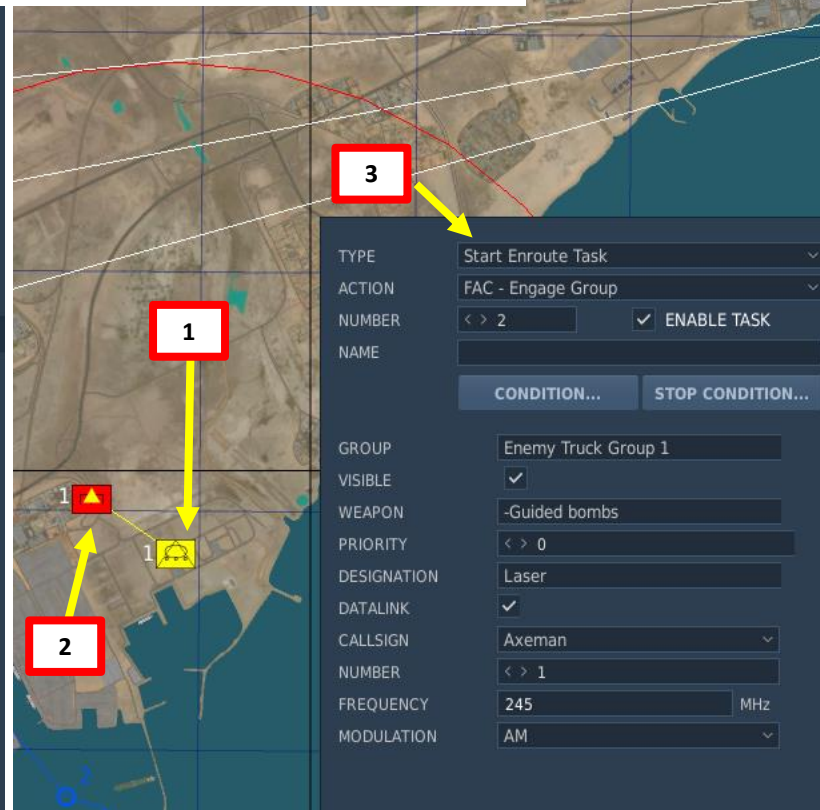 3
TYPE Start Enroute Task
ACTION FAC - Engage Group
NUMBER < > 2 ENABLE TASK
NAME
CONDITION... STOP CONDITION...
1
GROUP Enemy Truck Group 1
VISIBLE
WEAPON -Guided bombs
1
PRIORITY < > 0
1
DESIGNATION Laser
DATALINK
CALLSIGN Axeman
2
NUMBER < > 1
FREQUENCY 245 MHz
MODULATION AM
2